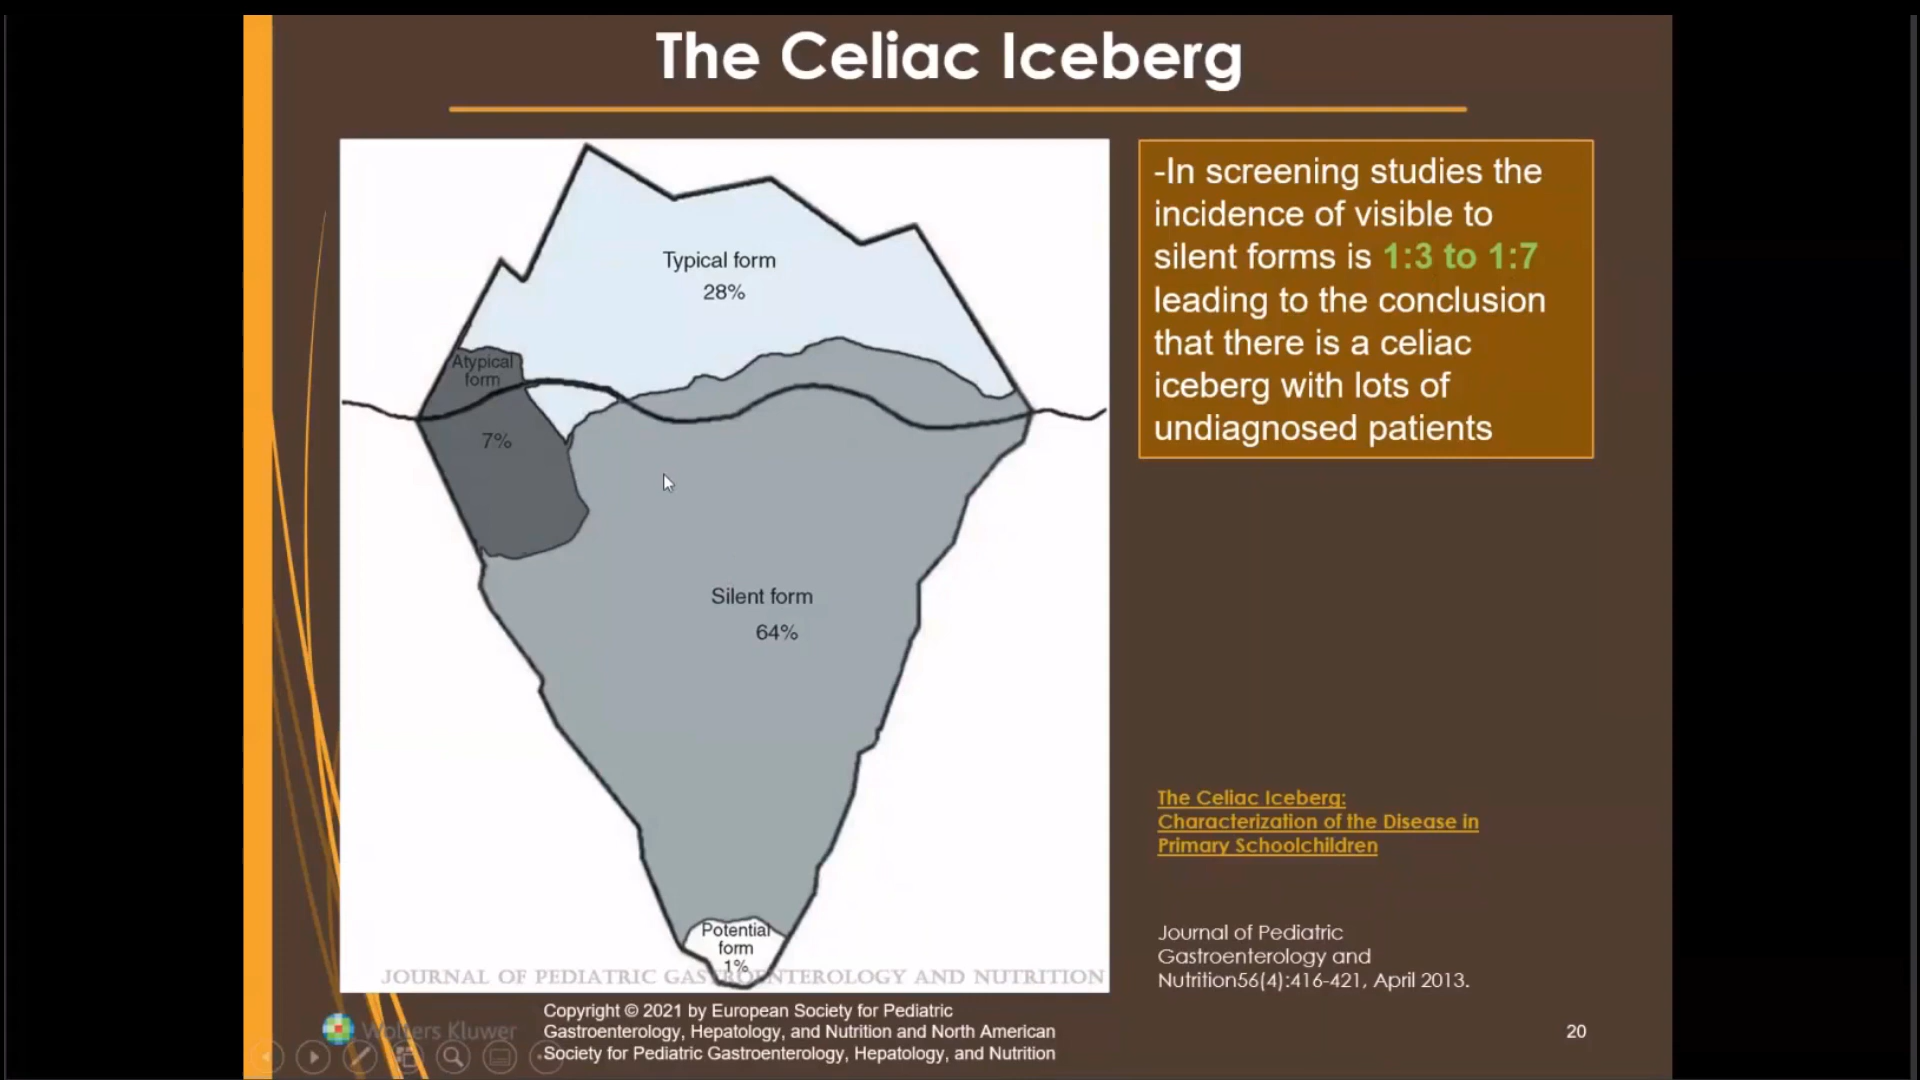 The Celiac Iceberg
Typical form
28%
Atypical
form
7%
Silent form
64%
Potential
form
1%
JOURNAL OF PEDIATRIC GASTROENTEROLOGY AND NUTRITION
-In screening studies the
incidence of visible to
silent forms is 1:3 to 1:7
leading to the conclusion
that there is a celiac
iceberg with lots of
undiagnosed patients
The Celiac Iceberg:
Characterization of the Disease in
Primary Schoolchildren
Journal of Pediatric
Gastroenterology and
Nutrition56(4):416-421, April 2013.
Wolters Kluwer
Copyright © 2021 by European Society for Pediatric
Gastroenterology, Hepatology, and Nutrition and North American
Society for Pediatric Gastroenterology, Hepatology, and Nutrition
20